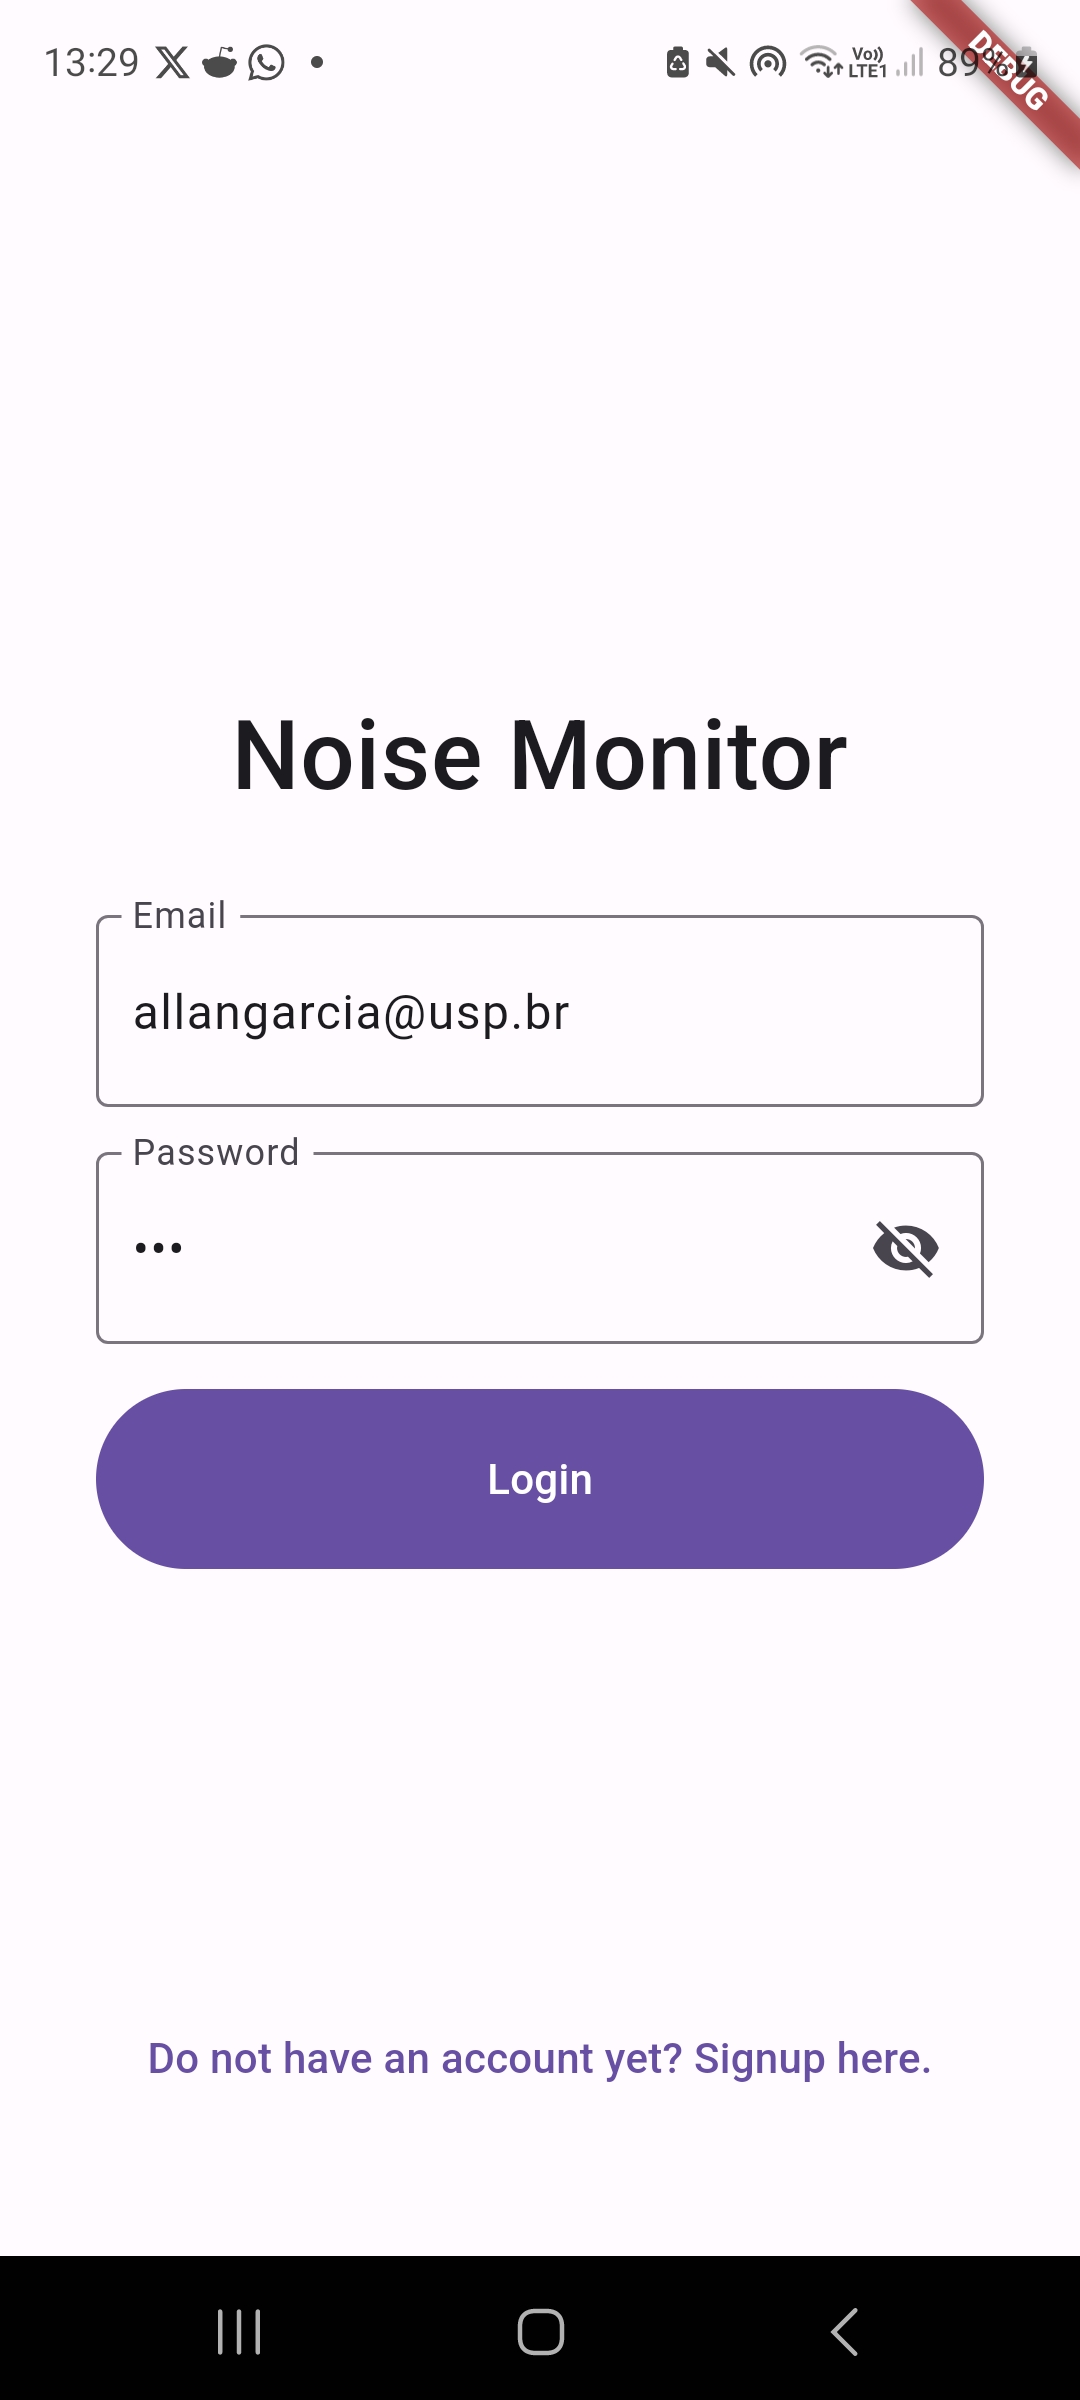 13:29
Vo)) LTE1 89%
DEBUG
Noise Monitor
Email
allangarcia@usp.br
Password
•••
Login
Do not have an account yet? Signup here.